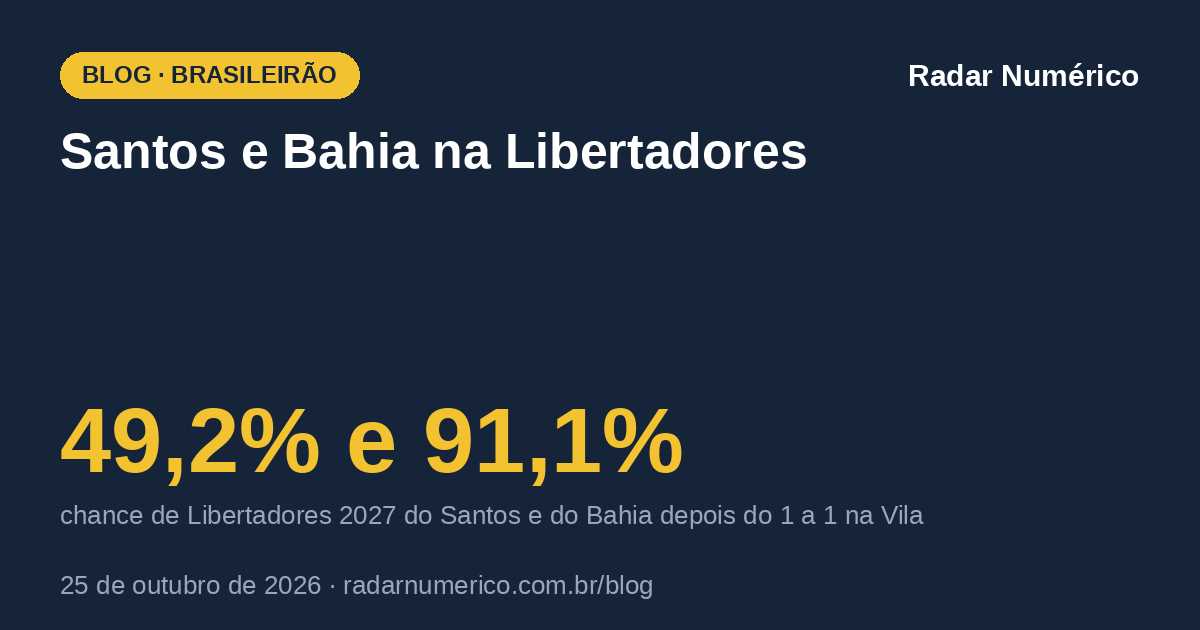 BLOG · BRASILEIRÃO
Radar Numérico
Santos e Bahia na Libertadores
49,2% e 91,1%
chance de Libertadores 2027 do Santos e do Bahia depois do 1 a 1 na Vila
25 de outubro de 2026 · radarnumerico.com.br/blog